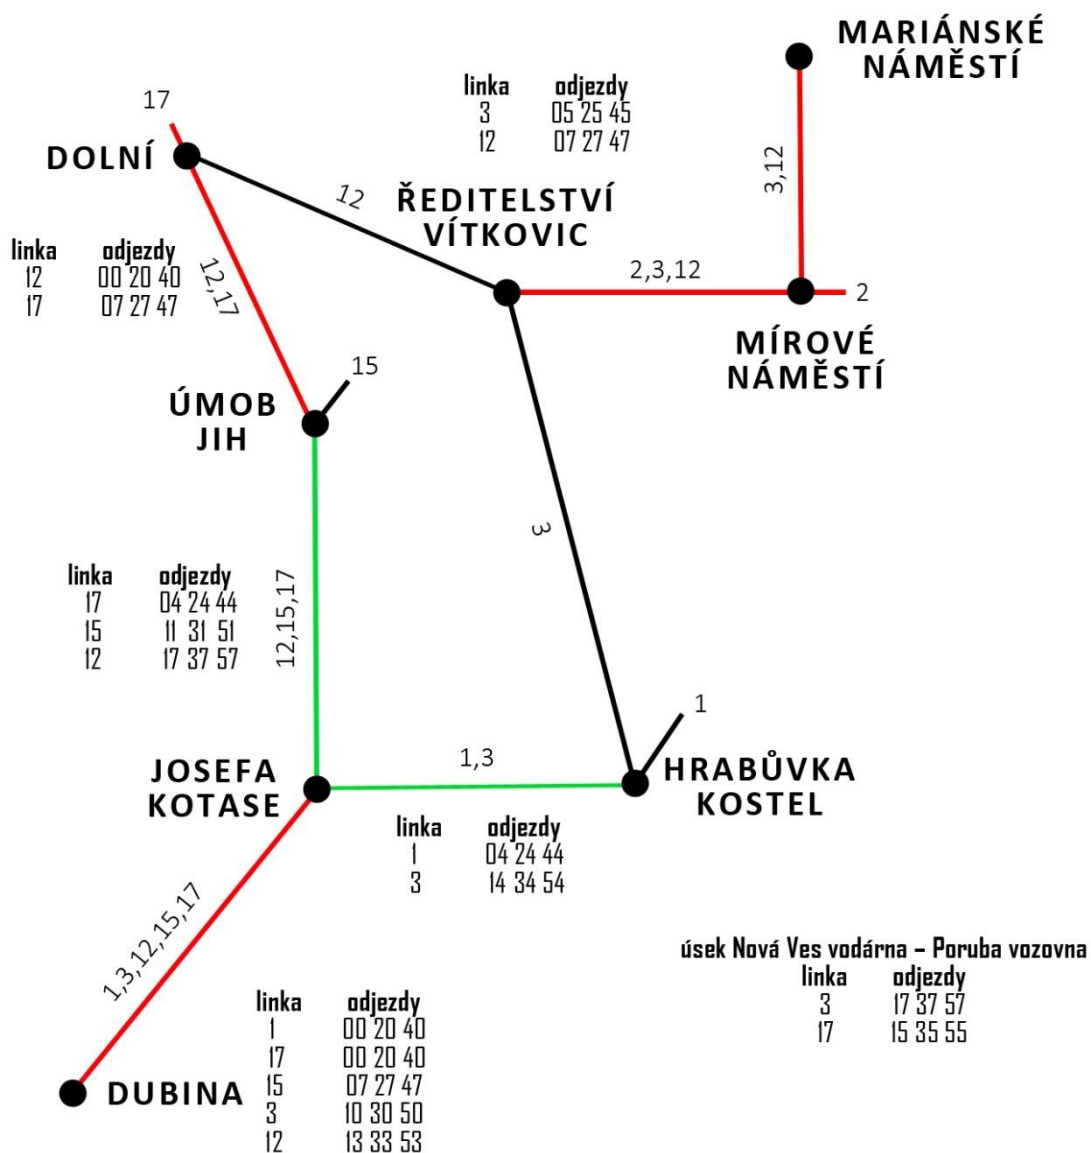 MARIÁNSKÉ
NÁMĚSTÍ
linka odjezdy
3 05 25 45
12 07 27 47
17
DOLNÍ
3,12
12
ŘEDITELSTVÍ
VÍTKOVIC
linka odjezdy
12 00 20 40
17 07 27 47
12,17
2,3,12
2
MÍROVÉ
NÁMĚSTÍ
15
ÚMOB
JIH
3
linka odjezdy
17 04 24 44
15 11 31 51
12 17 37 57
12,15,17
1
JOSEFA
KOTASE
1,3
HRABŮVKA
KOSTEL
linka odjezdy
1 04 24 44
3 14 34 54
1,3,12,15,17
úsek Nová Ves vodárna – Poruba vozovna
linka odjezdy
3 17 37 57
17 15 35 55
linka odjezdy
1 00 20 40
17 00 20 40
15 07 27 47
3 10 30 50
12 13 33 53
DUBINA